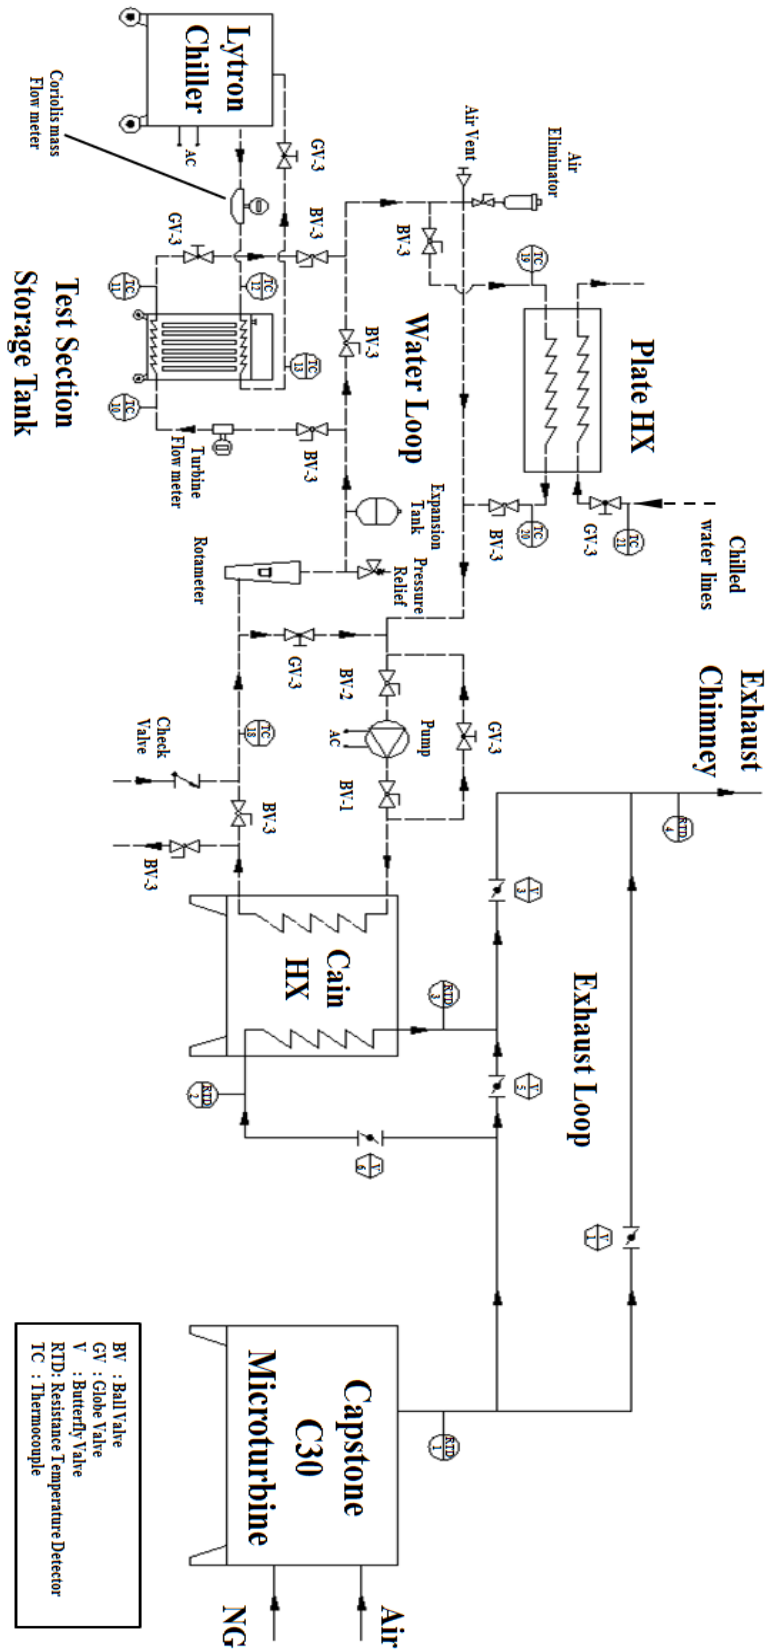 Lytron
Chiller
AC
Coriolis mass
Flow meter
GV-3
GV-3
BV-3
TC
11
TC
12
TC
13
TC
10
Test Section
Storage Tank
Turbine
Flow meter
BV-3
BV-3
Water Loop
Air Vent
Air
Eliminator
BV-3
TC
19
Plate HX
TC
20
BV-3
TC
21
GV-3
Chilled
water lines
Expansion
Tank
Pressure
Relief
Rotameter
GV-3
BV-2
Pump
AC
BV-1
GV-3
TC
18
Check
Valve
BV-3
BV-3
Cain
HX
Exhaust
Chimney
RTD
4
V
3
RTD
3
V
5
RTD
2
V
6
Exhaust Loop
V
1
RTD
1
Capstone
C30
Microturbine
Air
NG
BV : Ball Valve
GV : Globe Valve
V : Butterfly Valve
RTD: Resistance Temperature Detector
TC : Thermocouple